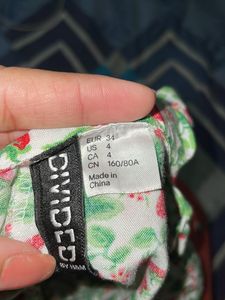 EUR 34
US 4
CA 4
CN 160/80A
Made in
China
DIVIDED
BY H&M